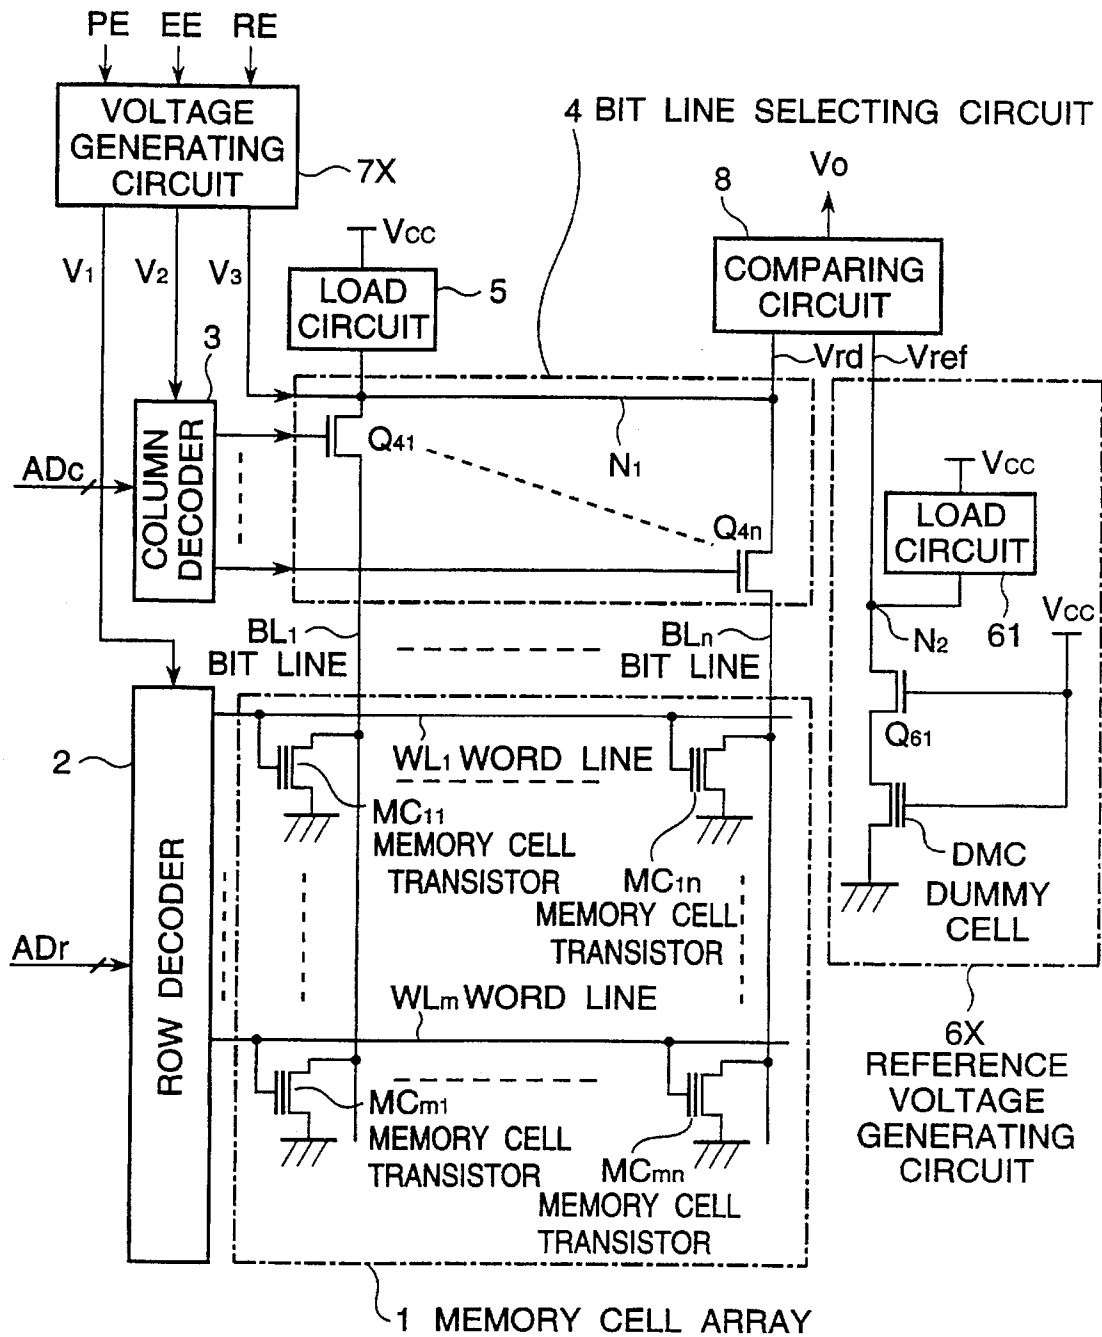 PE EE RE
VOLTAGE
GENERATING
CIRCUIT
7X
4 BIT LINE SELECTING CIRCUIT
Vo
8
COMPARING
CIRCUIT
VCC
LOAD
CIRCUIT
5
V1 V2 V3
3
Vrd Vref
COLUMN
DECODER
ADc
Q41
N1
Q4n
VCC
LOAD
CIRCUIT
61
N2
VCC
BL1
BIT LINE
BLn
BIT LINE
Q61
2
ROW DECODER
ADr
WL1 WORD LINE
MC11
MEMORY CELL
TRANSISTOR
MC1n
MEMORY CELL
TRANSISTOR
DMC
DUMMY
CELL
WLm WORD LINE
MCm1
MEMORY CELL
TRANSISTOR
MCmn
MEMORY CELL
TRANSISTOR
6X
REFERENCE
VOLTAGE
GENERATING
CIRCUIT
1 MEMORY CELL ARRAY